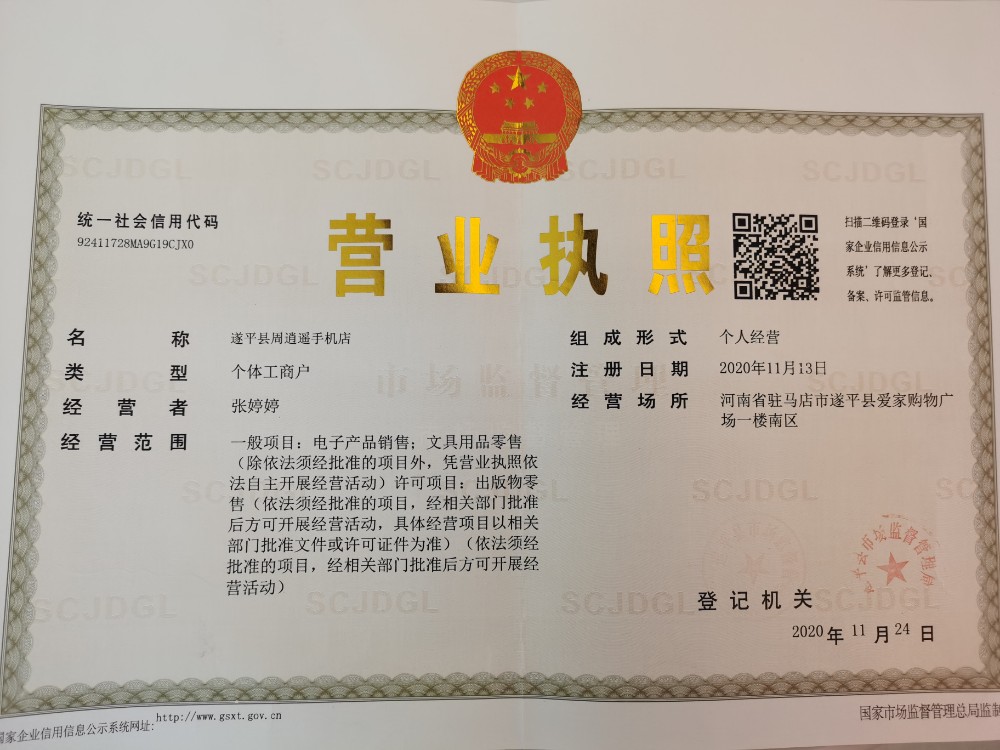 统一社会信用代码
92411728MA9G19CJX0
营业执照
扫描二维码登录‘国
家企业信用信息公示
系统’了解更多登记、
备案、许可监管信息。
名称 遂平县周逍遥手机店
类型 个体工商户
经营者 张婷婷
经营范围 一般项目：电子产品销售；文具用品零售
（除依法须经批准的项目外，凭营业执照依
法自主开展经营活动）许可项目：出版物零
售（依法须经批准的项目，经相关部门批准
后方可开展经营活动，具体经营项目以相关
部门批准文件或许可证件为准）（依法须经
批准的项目，经相关部门批准后方可开展经
营活动）
组成形式 个人经营
注册日期 2020年11月13日
经营场所 河南省驻马店市遂平县爱家购物广
场一楼南区
市场监督管理
SCJDGL
登记机关
2020年11月24日
国家企业信用信息公示系统网址：http://www.gsxt.gov.cn
国家市场监督管理总局监制